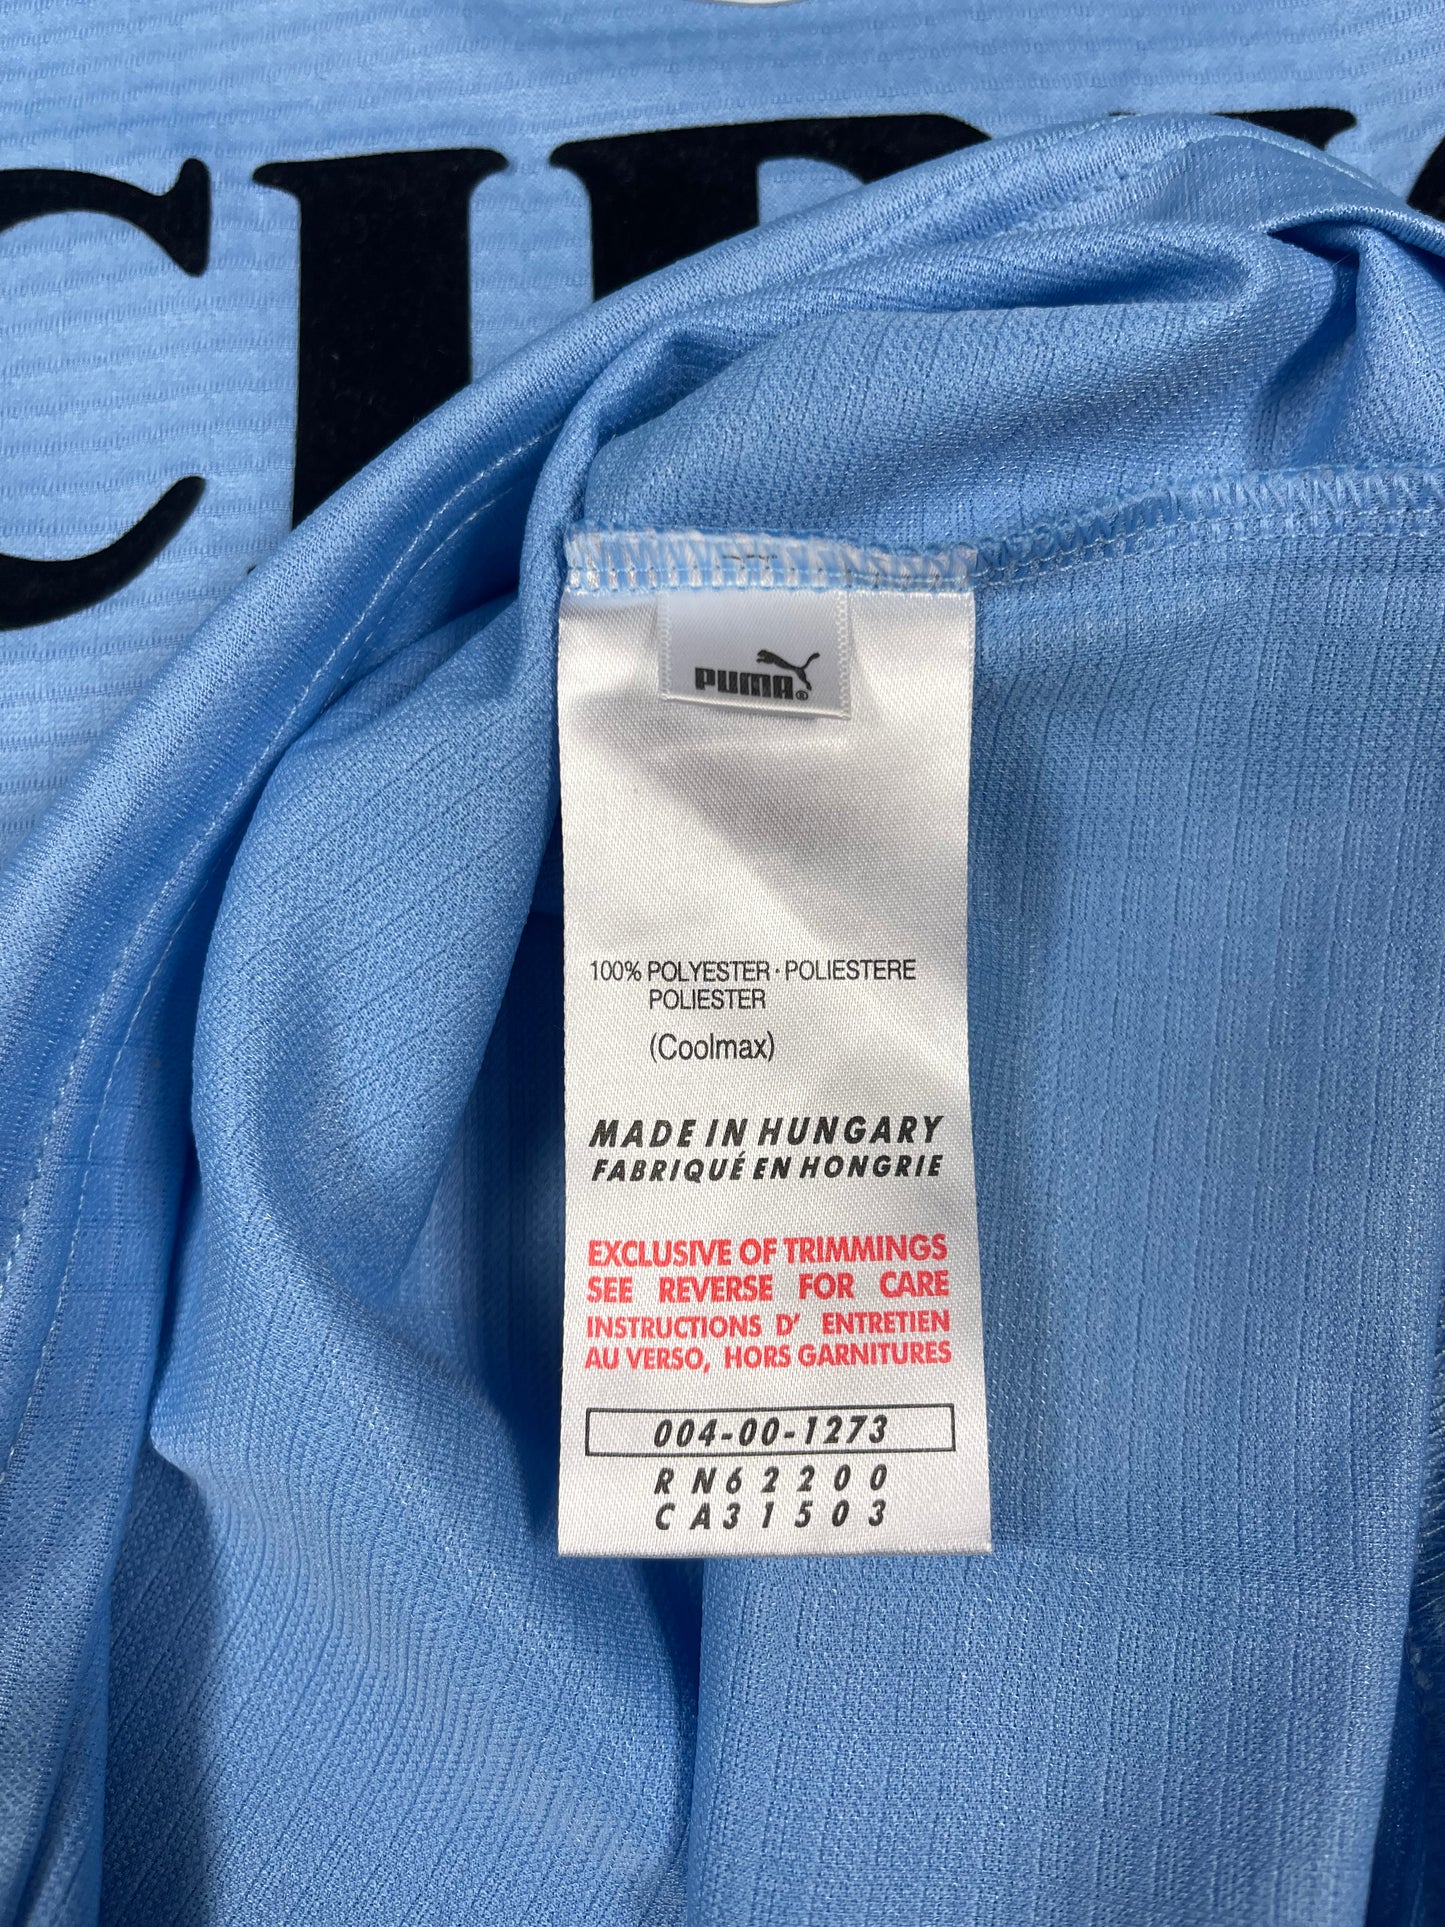 CIRIO
PUMA®
100% POLYESTER · POLIESTERE
POLIESTER
(Coolmax)
MADE IN HUNGARY
FABRIQUÉ EN HONGRIE
EXCLUSIVE OF TRIMMINGS
SEE REVERSE FOR CARE
INSTRUCTIONS D' ENTRETIEN
AU VERSO, HORS GARNITURES
004-00-1273
RN62200
CA31503